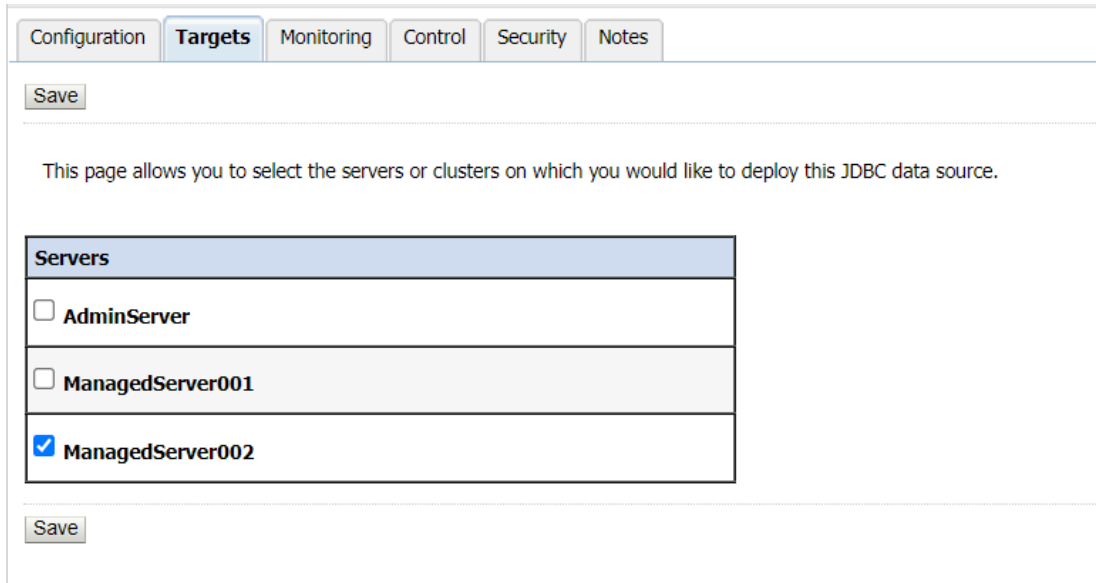 Configuration Targets Monitoring Control Security Notes
Save
This page allows you to select the servers or clusters on which you would like to deploy this JDBC data source.
Servers
AdminServer
ManagedServer001
ManagedServer002
Save